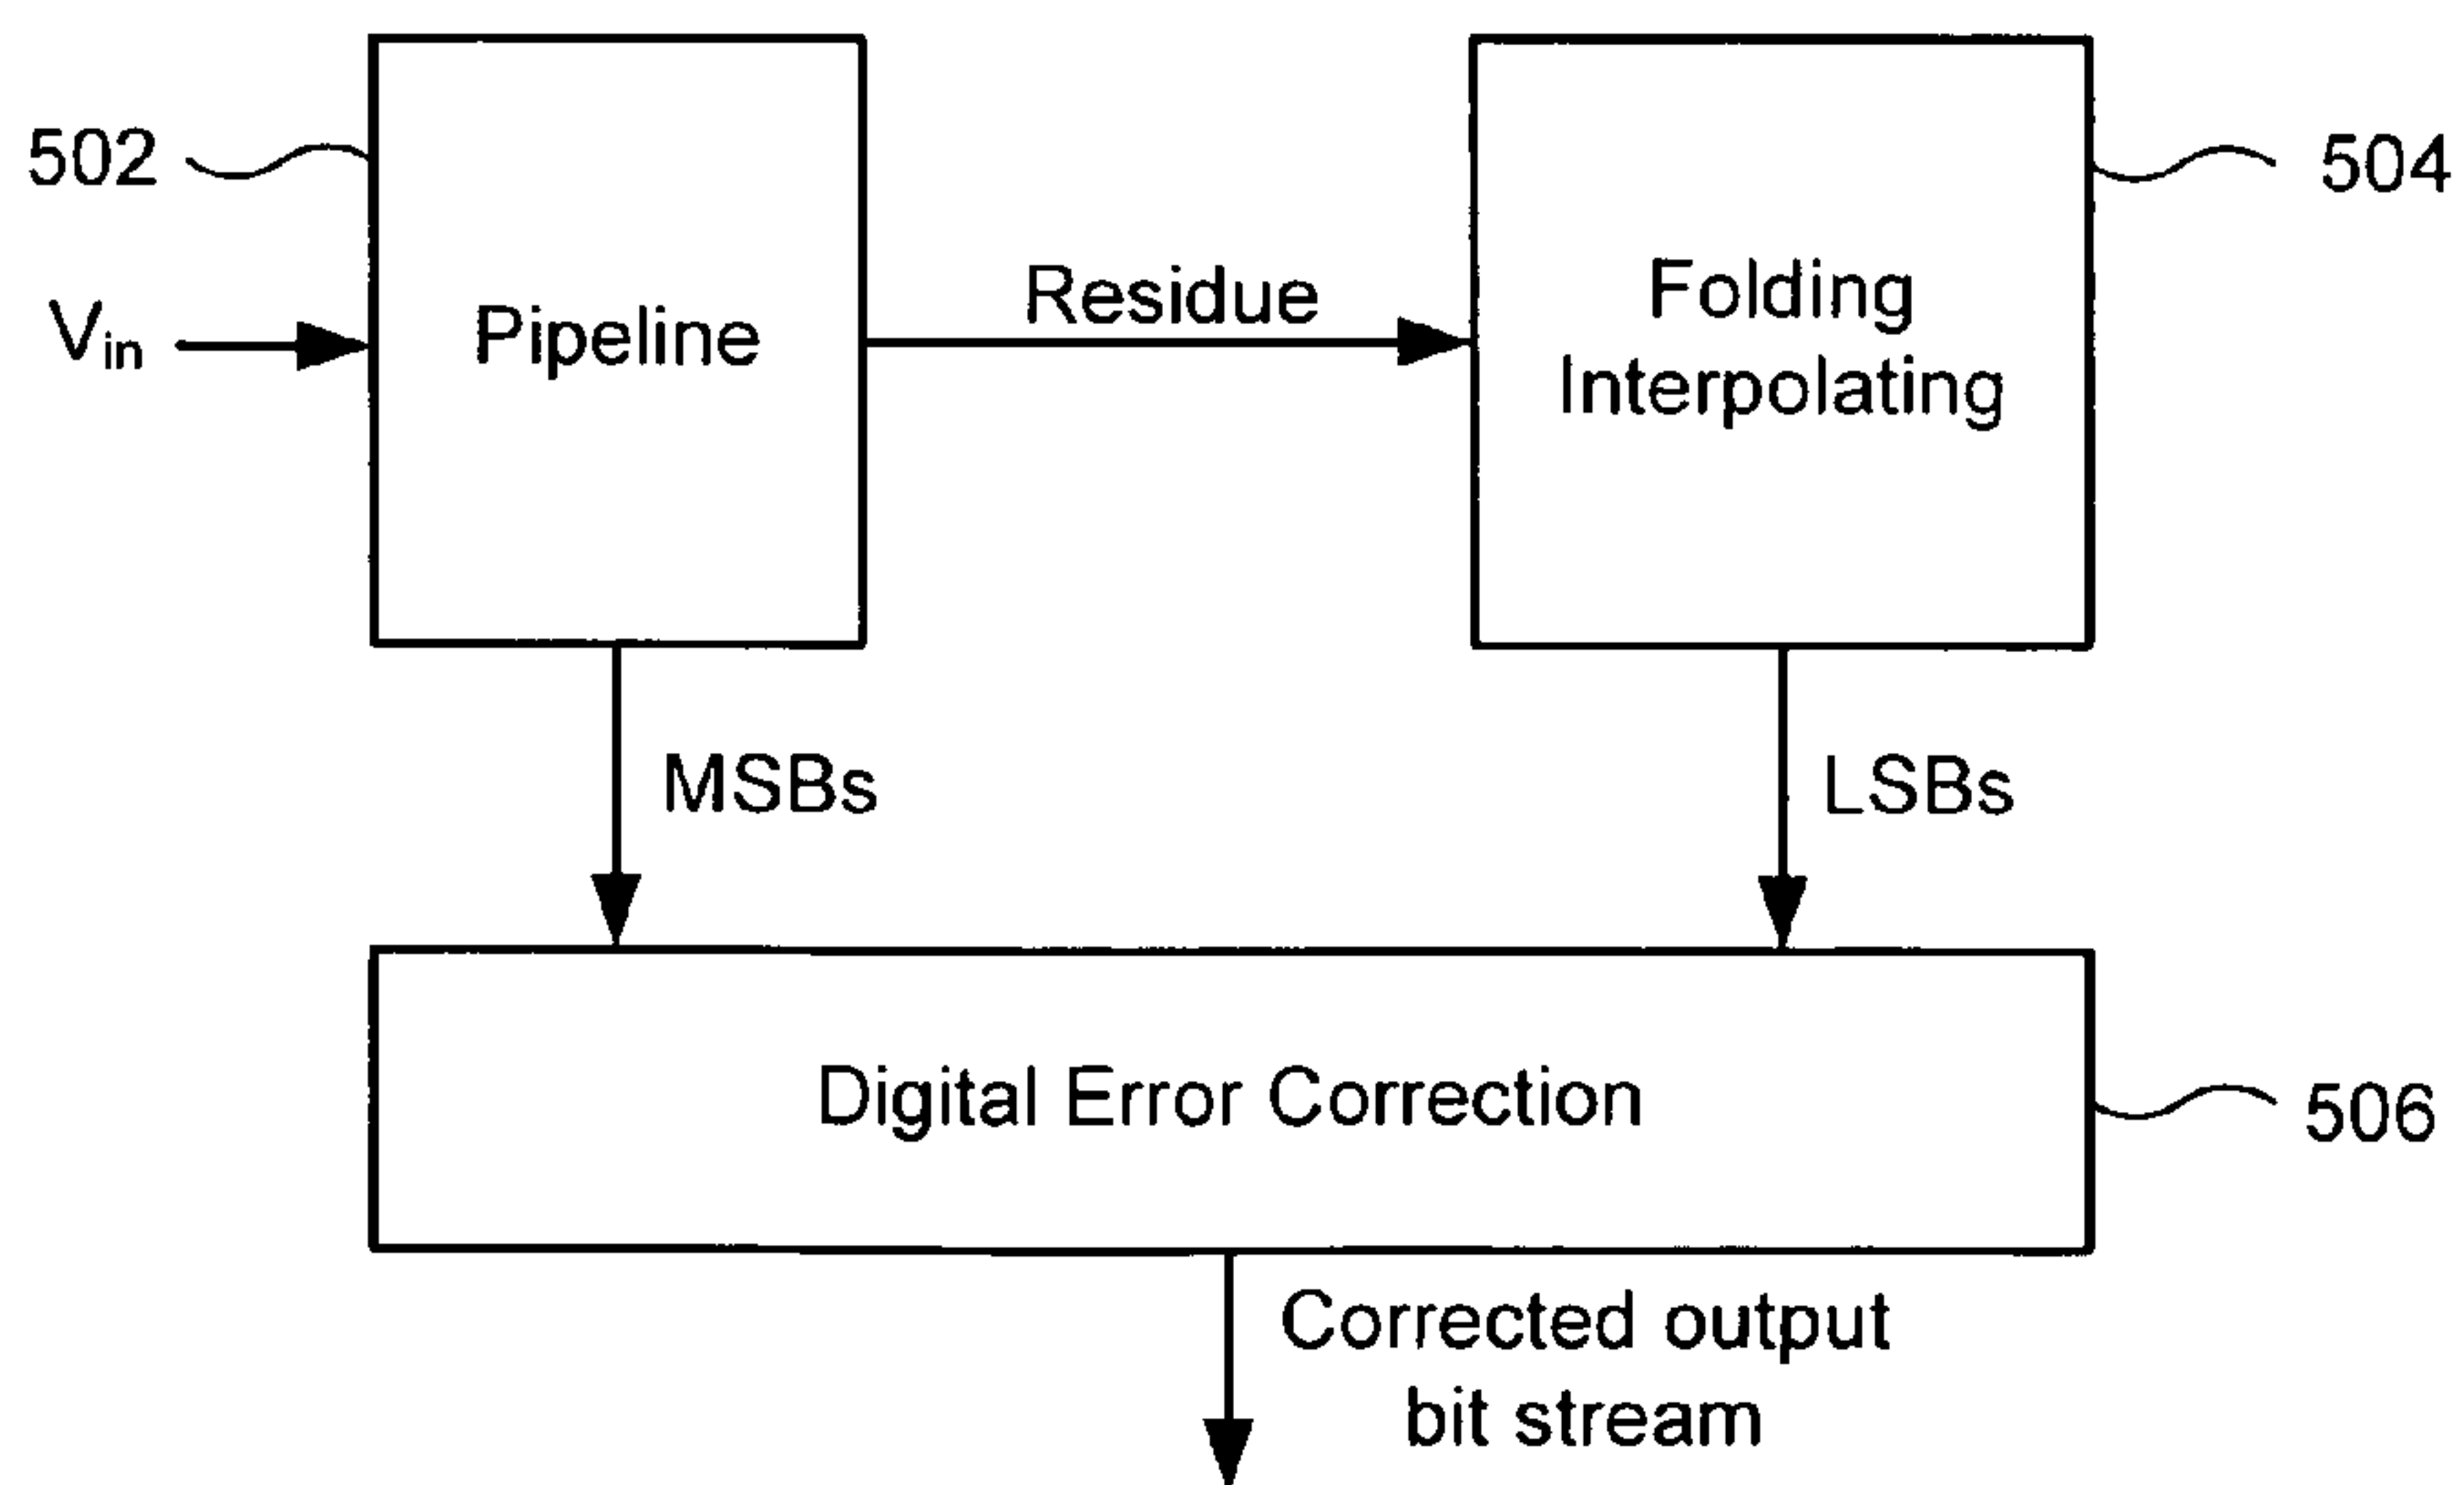 502
504
Vin
Pipeline
Residue
Folding
Interpolating
MSBs
LSBs
Digital Error Correction
506
Corrected output
bit stream